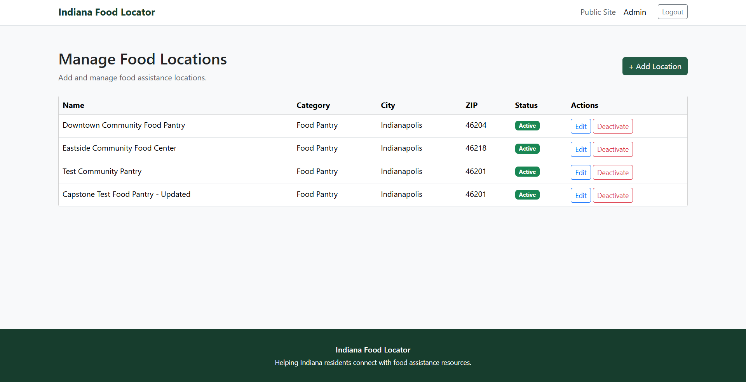 Indiana Food Locator Public Site Admin Logout
Manage Food Locations
Add and manage food assistance locations.
+ Add Location
Name Category City ZIP Status Actions
Downtown Community Food Pantry Food Pantry Indianapolis 46204 Active Edit Deactivate
Eastside Community Food Center Food Pantry Indianapolis 46218 Active Edit Deactivate
Test Community Pantry Food Pantry Indianapolis 46201 Active Edit Deactivate
Capstone Test Food Pantry - Updated Food Pantry Indianapolis 46201 Active Edit Deactivate
Indiana Food Locator
Helping Indiana residents connect with food assistance resources.